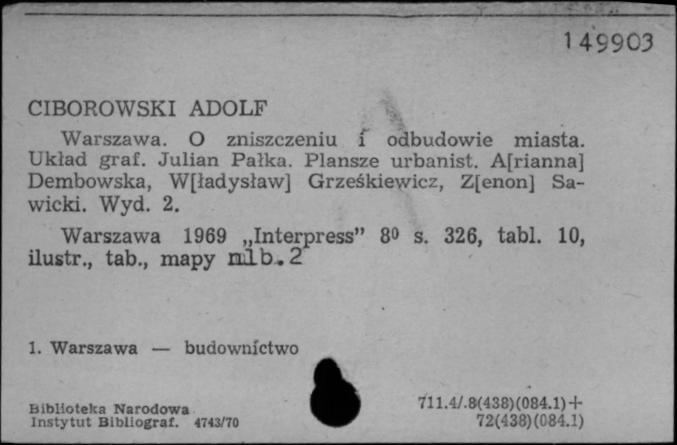 149903
CIBOROWSKI ADOLF
Warszawa. O zniszczeniu i odbudowie miasta.
Układ graf. Julian Pałka. Plansze urbanist. A[rianna]
Dembowska, W[ładysław] Grześkiewicz, Z[enon] Sa-
wicki. Wyd. 2.
Warszawa 1969 „Interpress” 8⁰ s. 326, tabl. 10,
ilustr., tab., mapy nlb. 2
1. Warszawa — budownictwo
Biblioteka Narodowa
Instytut Bibliograf. 4743/70
711.4/.8(438)(084.1)+
72(438)(084.1)